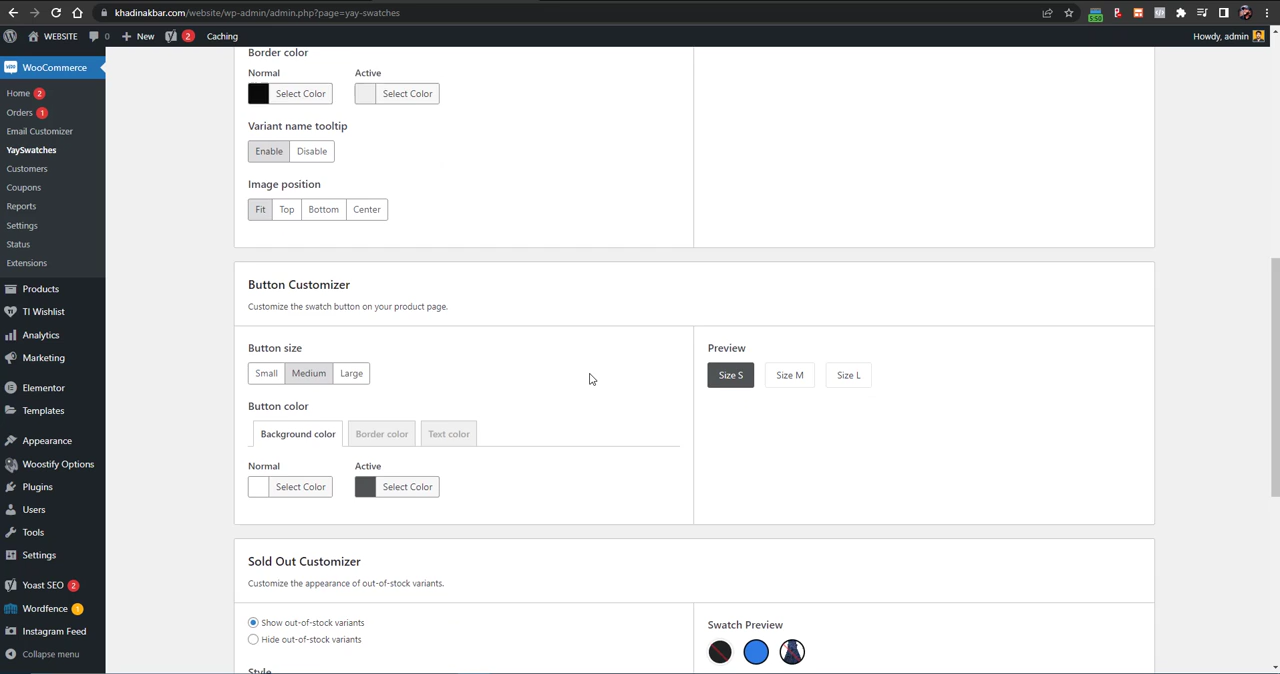 khadinakbar.com/website/wp-admin/admin.php?page=yay-swatches
5:50
WEBSITE
0
New
2
Caching
Howdy, admin
WooCommerce
Home 2
Orders 1
Email Customizer
YaySwatches
Customers
Coupons
Reports
Settings
Status
Extensions
Products
TI Wishlist
Analytics
Marketing
Elementor
Templates
Appearance
Woostify Options
Plugins
Users
Tools
Settings
Yoast SEO 2
Wordfence 1
Instagram Feed
Collapse menu
Border color
Normal Active
Select Color Select Color
Variant name tooltip
Enable Disable
Image position
Fit Top Bottom Center
Button Customizer
Customize the swatch button on your product page.
Button size
Small Medium Large
Button color
Background color Border color Text color
Normal Active
Select Color Select Color
Preview
Size S Size M Size L
Sold Out Customizer
Customize the appearance of out-of-stock variants.
Show out-of-stock variants
Hide out-of-stock variants
Style
Swatch Preview